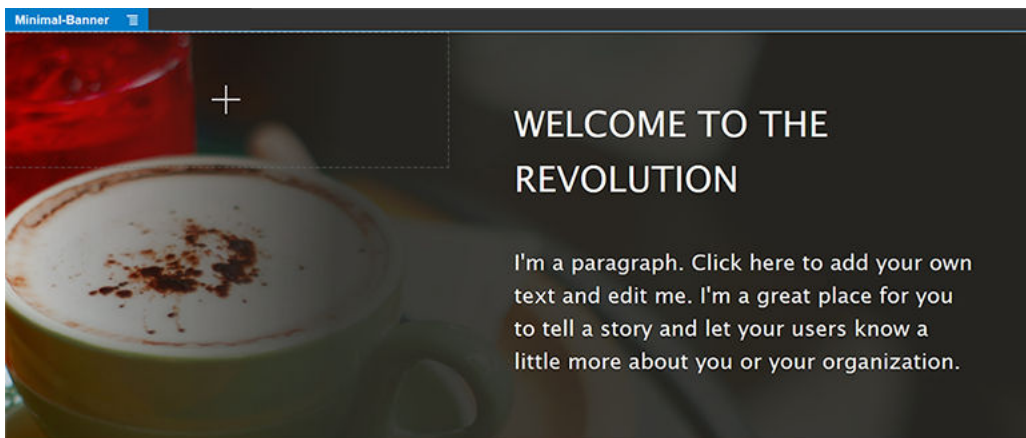 Minimal-Banner
WELCOME TO THE
REVOLUTION
I'm a paragraph. Click here to add your own
text and edit me. I'm a great place for you
to tell a story and let your users know a
little more about you or your organization.